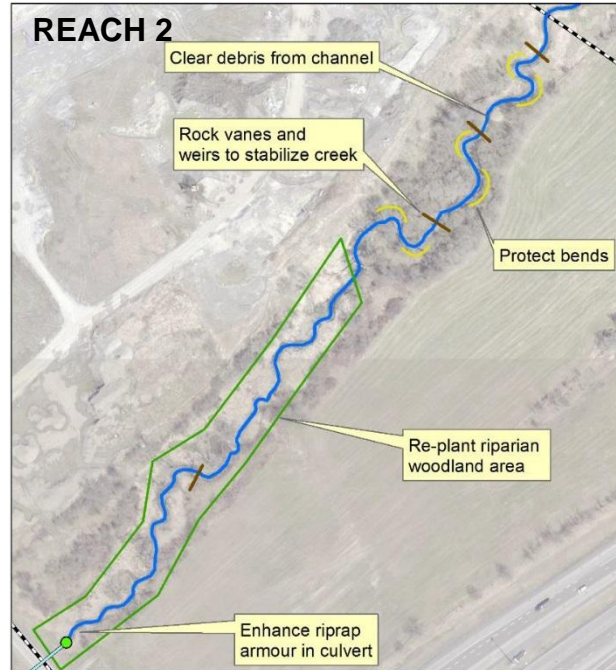 REACH 2
Clear debris from channel
Rock vanes and
weirs to stabilize creek
Protect bends
Re-plant riparian
woodland area
Enhance riprap
armour in culvert